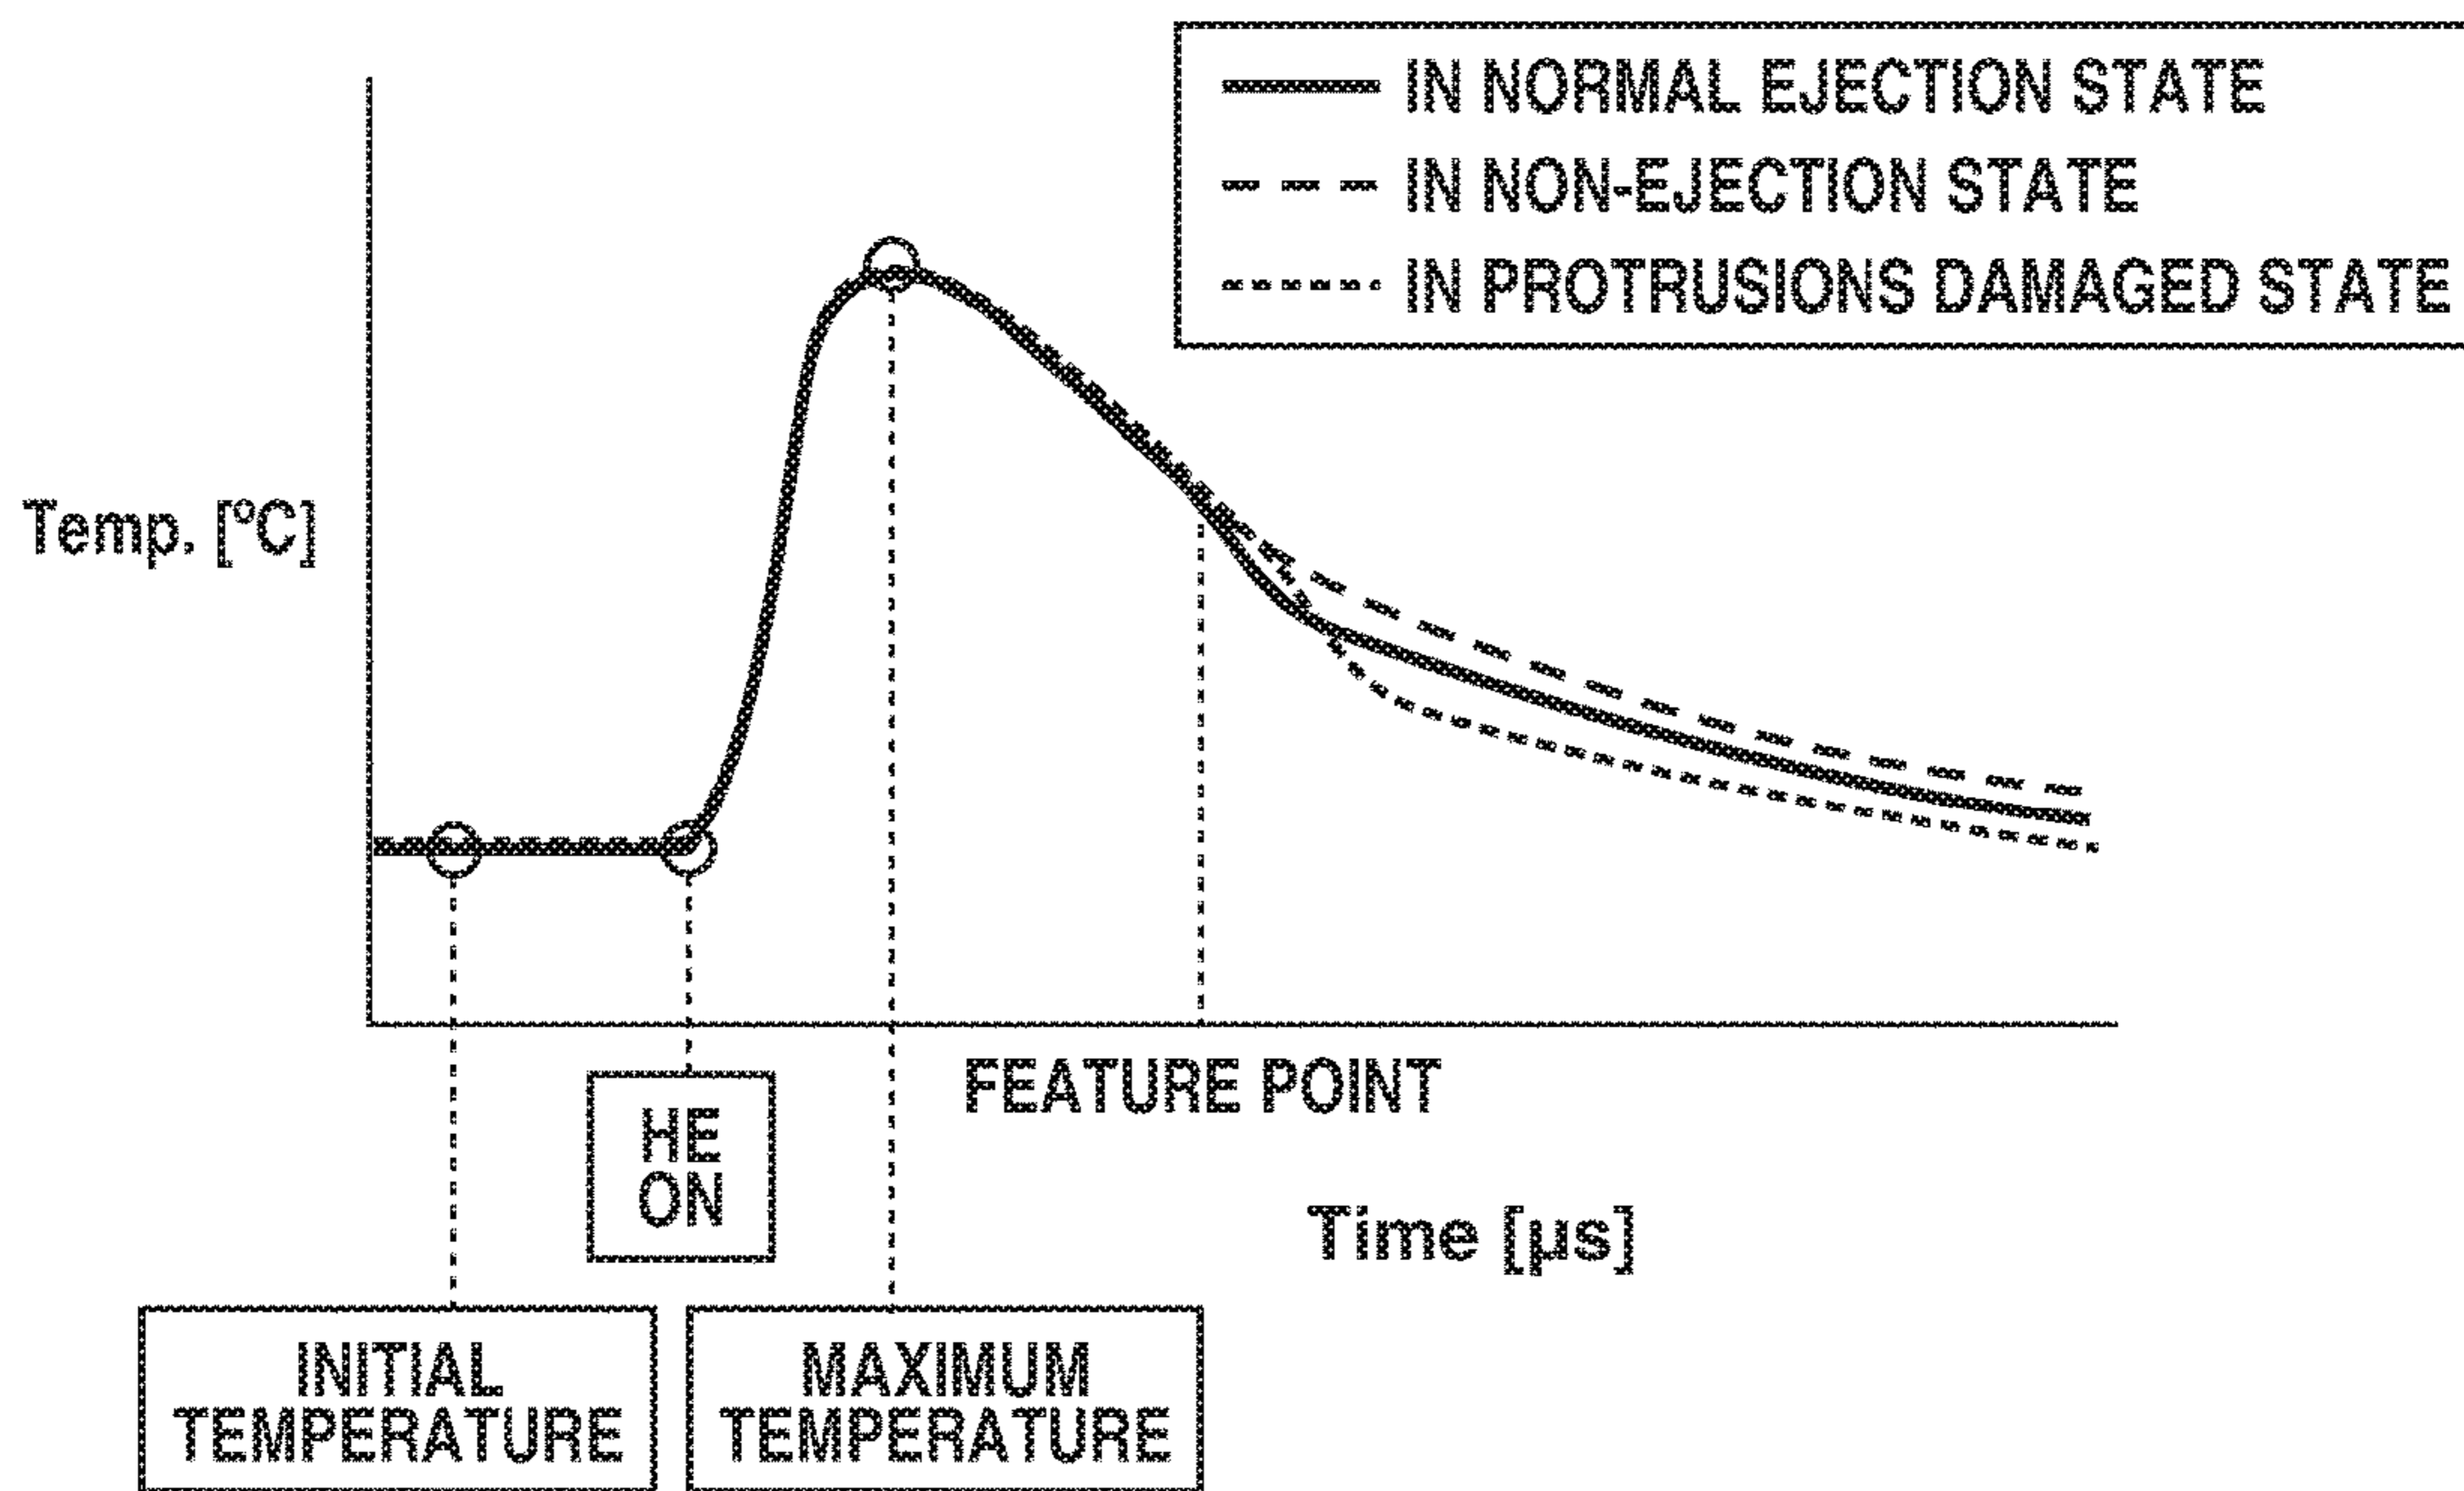 IN NORMAL EJECTION STATE
IN NON-EJECTION STATE
IN PROTRUSIONS DAMAGED STATE
Temp. [°C]
FEATURE POINT
HE
ON
Time [µs]
INITIAL
TEMPERATURE
MAXIMUM
TEMPERATURE